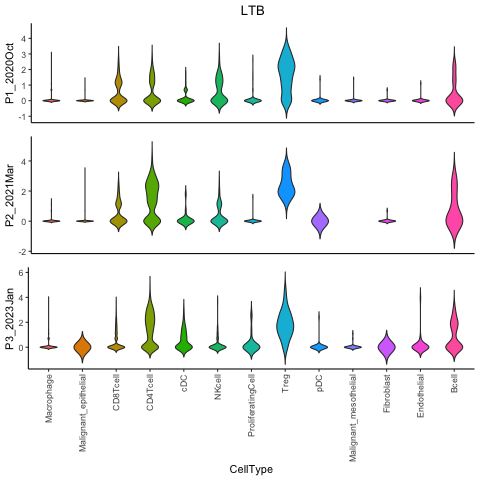 LTB
P1_2020Oct
4
3
2
1
0
-1
P2_2021Mar
4
2
0
-2
P3_2023Jan
6
4
2
0
Macrophage
Malignant_epithelial
CD8Tcell
CD4Tcell
cDC
NKcell
ProliferatingCell
Treg
pDC
Malignant_mesothelial
Fibroblast
Endothelial
Bcell
CellType